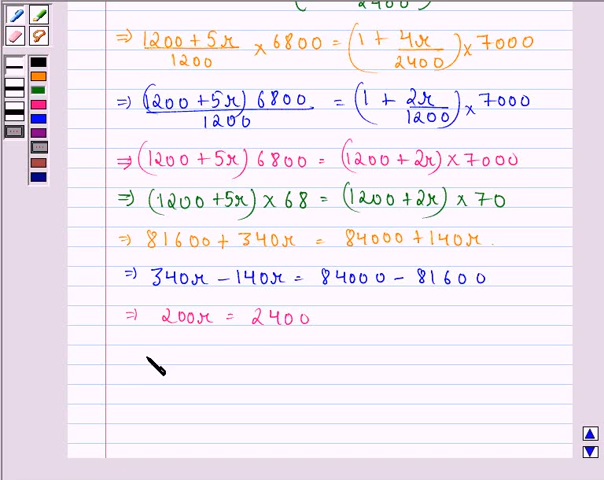 2400 )
⇒ (1200 + 5r)/1200 × 6800 = (1 + 4r/2400) × 7000
⇒ (1200 + 5r) 6800/1200 = (1 + 2r/1200) × 7000
⇒ (1200 + 5r) 6800 = (1200 + 2r) × 7000
⇒ (1200 + 5r) × 68 = (1200 + 2r) × 70
⇒ 81600 + 340r = 84000 + 140r.
⇒ 340r − 140r = 84000 − 81600
⇒ 200r = 2400